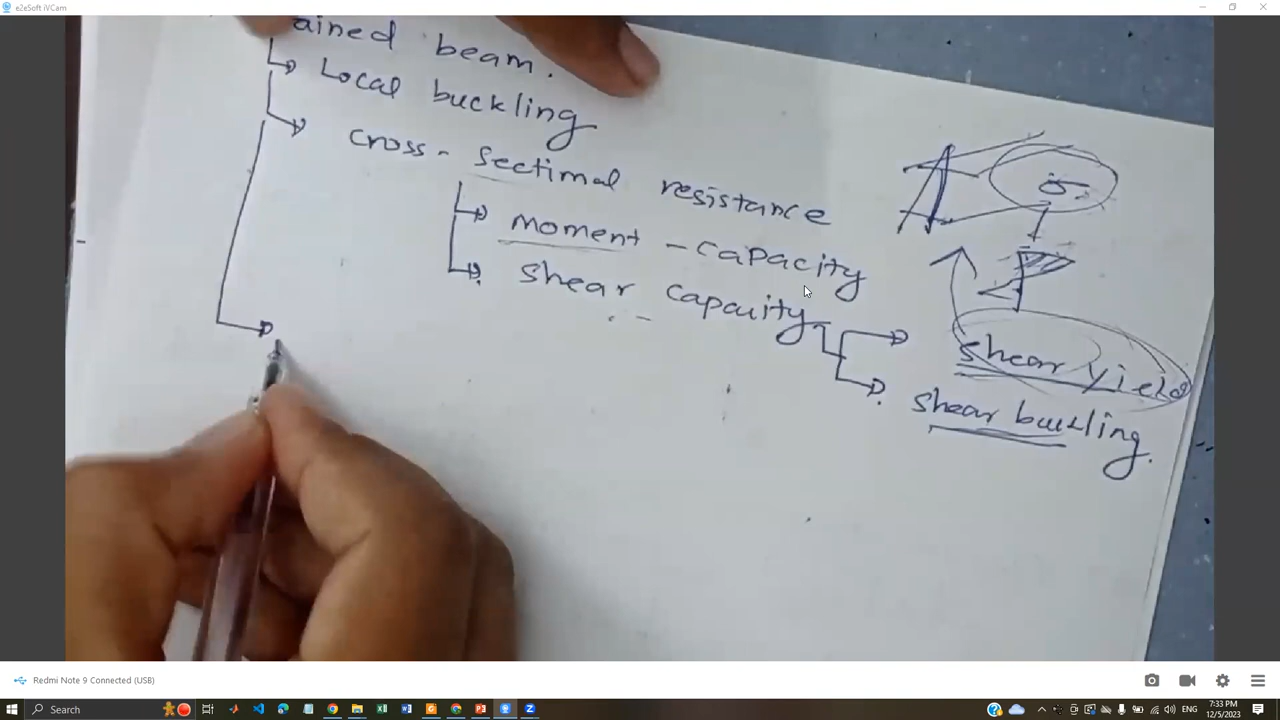 e2eSoft iVCam
ained beam.
Local buckling
Cross-sectional resistance
moment - capacity
shear capacity
shear yield
shear buckling.
Redmi Note 9 Connected (USB)
Search
ENG
7:33 PM
12/5/2023